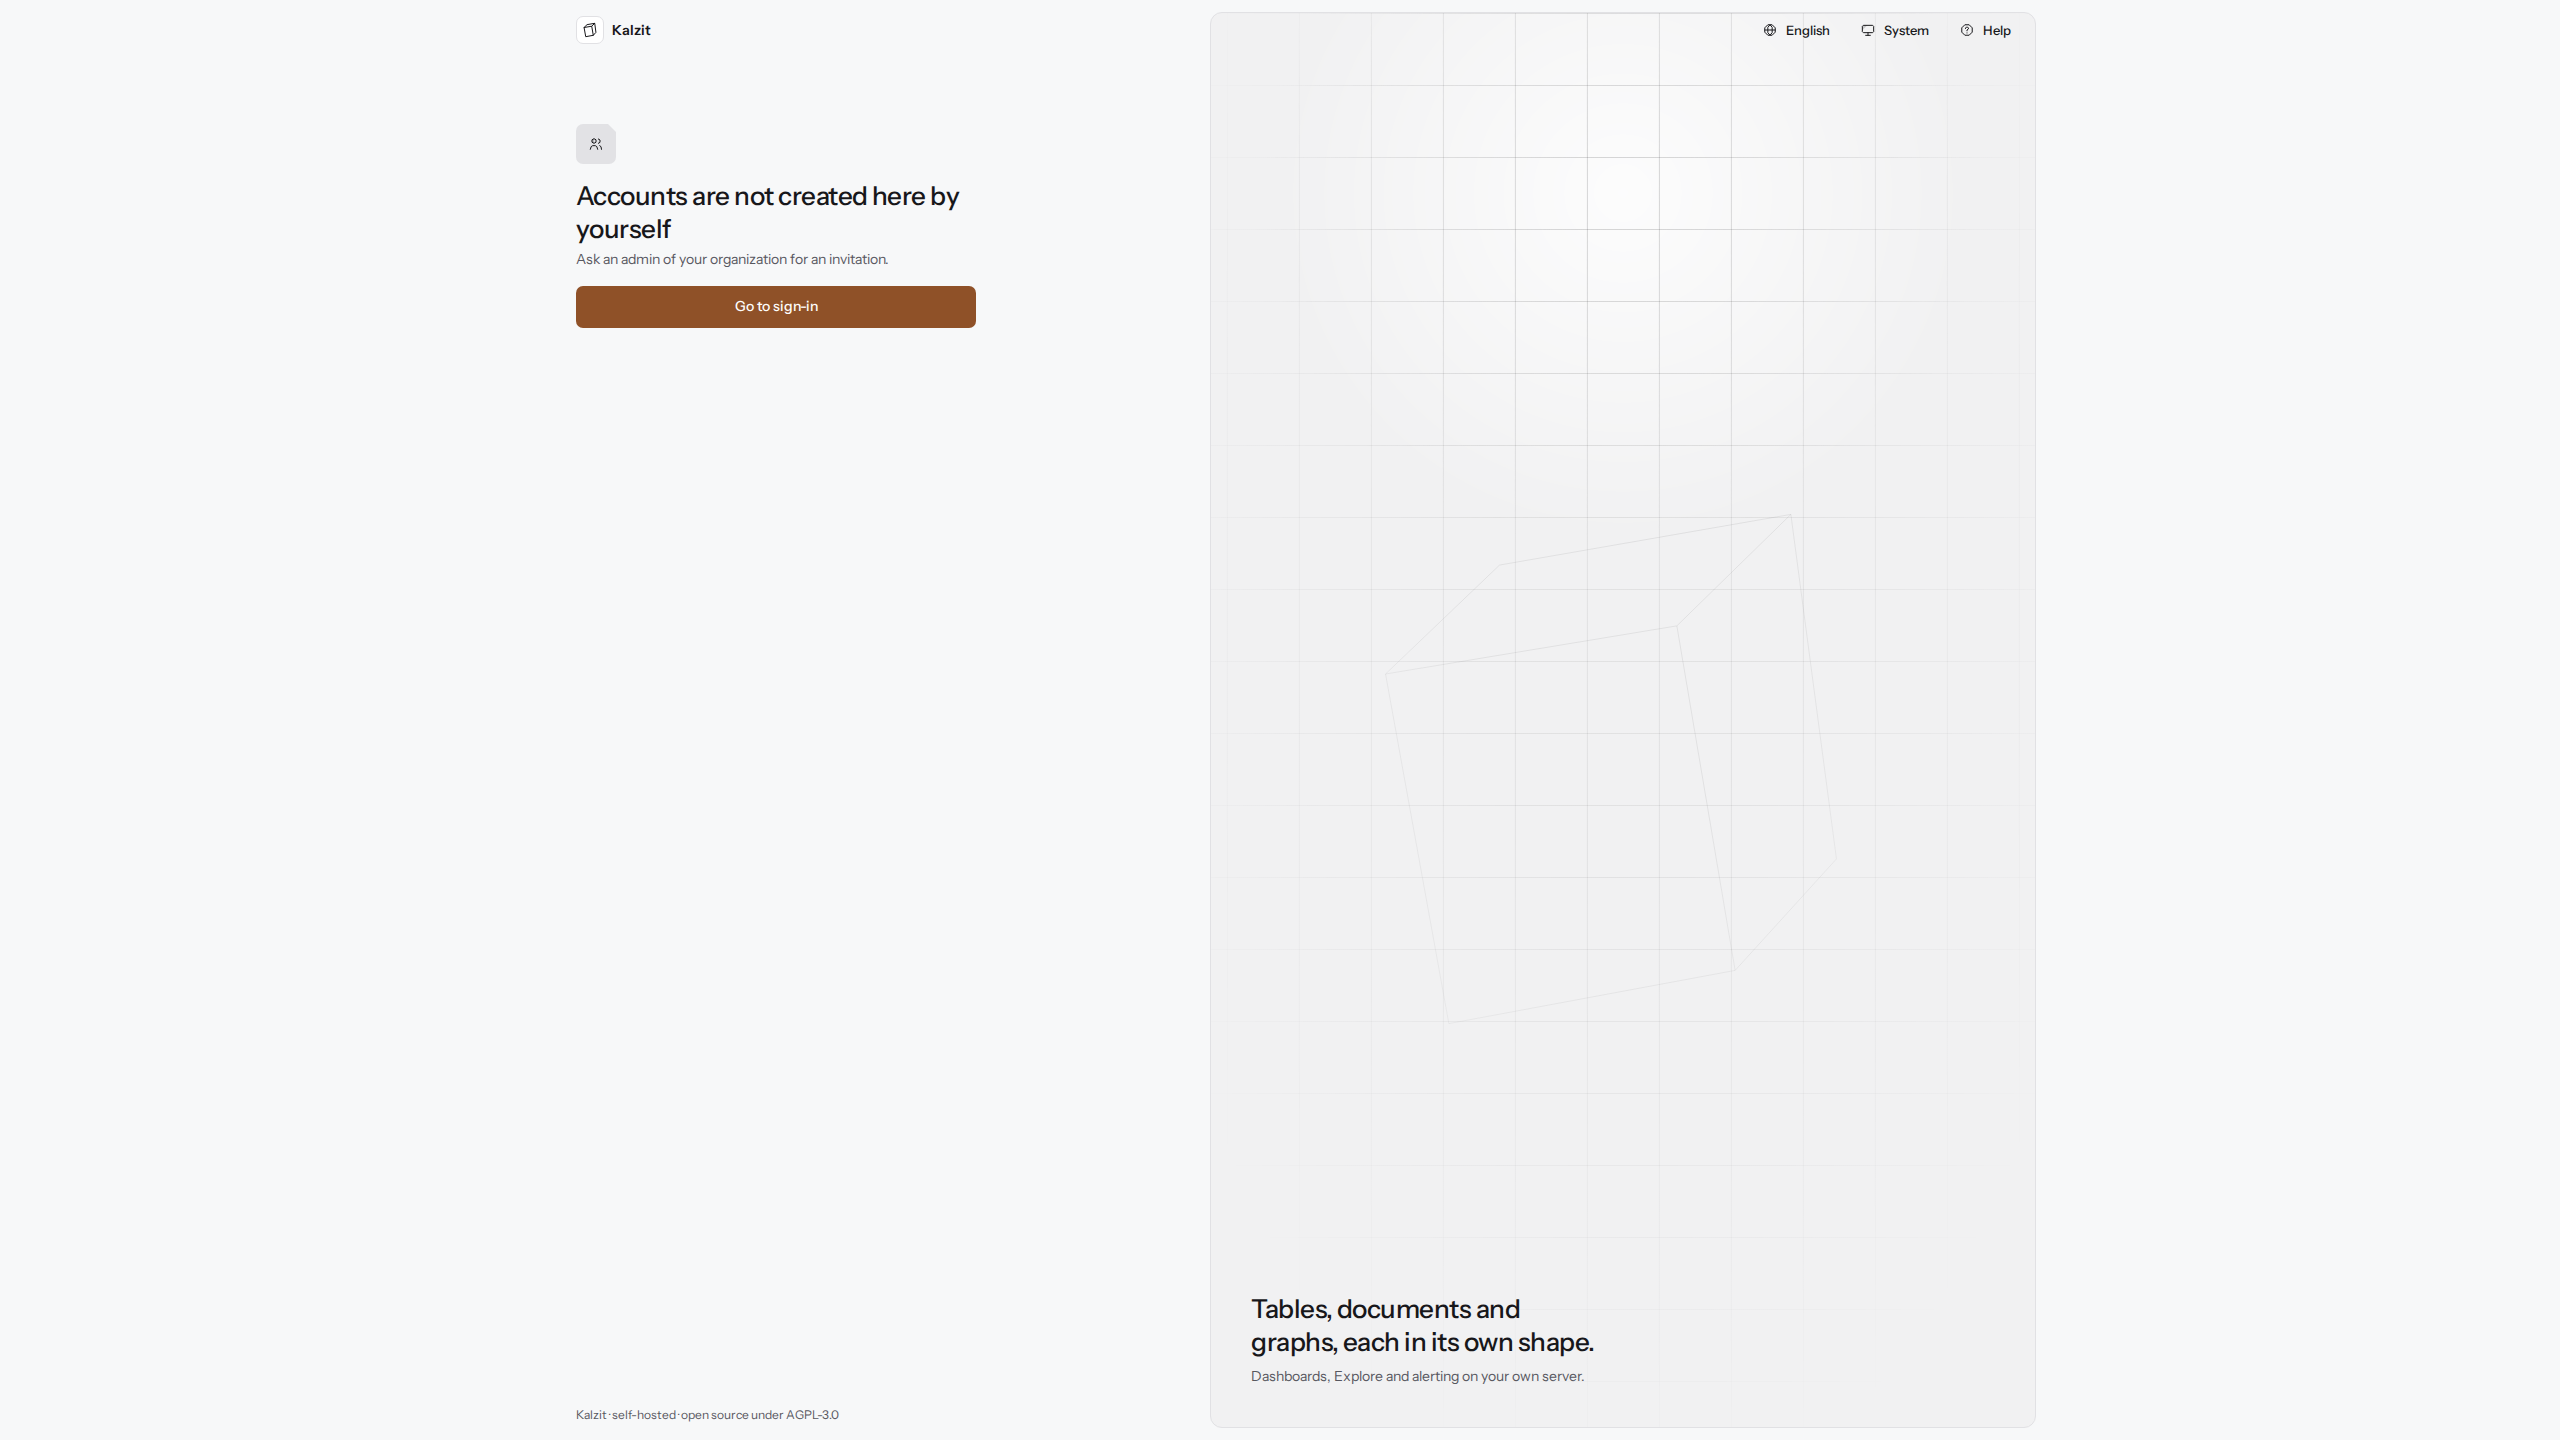 Kalzit
English
System
Help
Accounts are not created here by
yourself
Ask an admin of your organization for an invitation.
Go to sign-in
Tables, documents and
graphs, each in its own shape.
Dashboards, Explore and alerting on your own server.
Kalzit · self-hosted · open source under AGPL-3.0